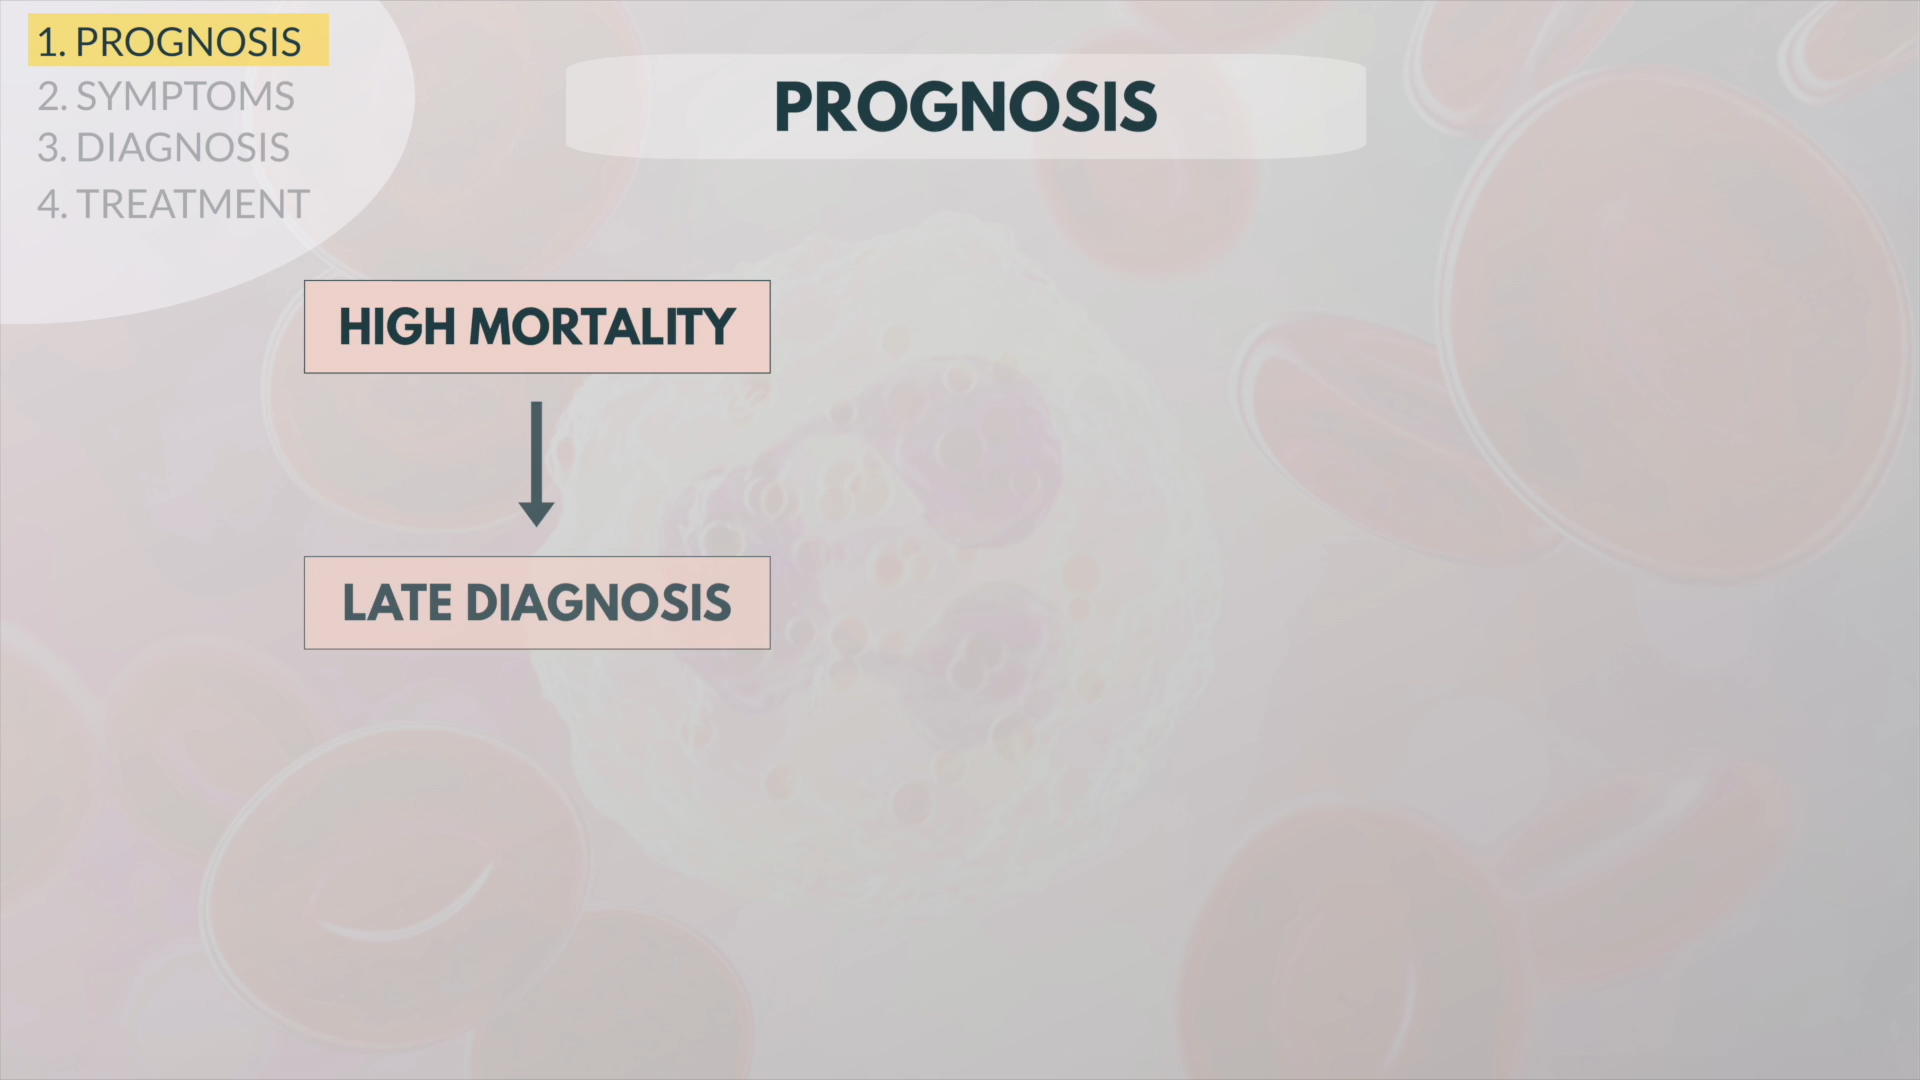 1. PROGNOSIS
2. SYMPTOMS
3. DIAGNOSIS
4. TREATMENT
PROGNOSIS
HIGH MORTALITY
LATE DIAGNOSIS